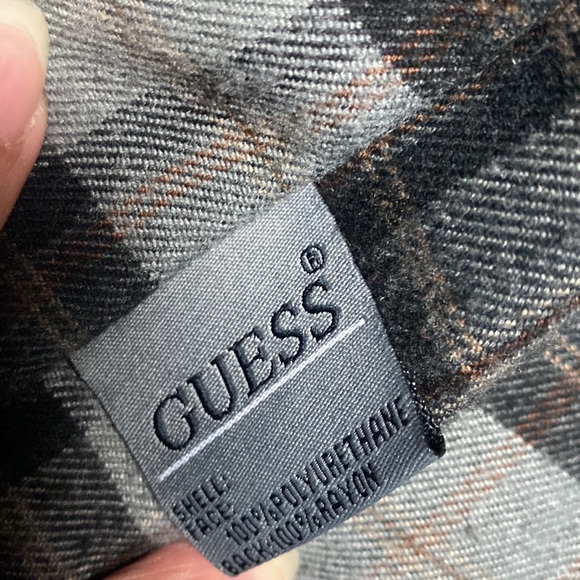 GUESS®
SHELL:
FACE: 100% POLYURETHANE
BACK:100% RAYON